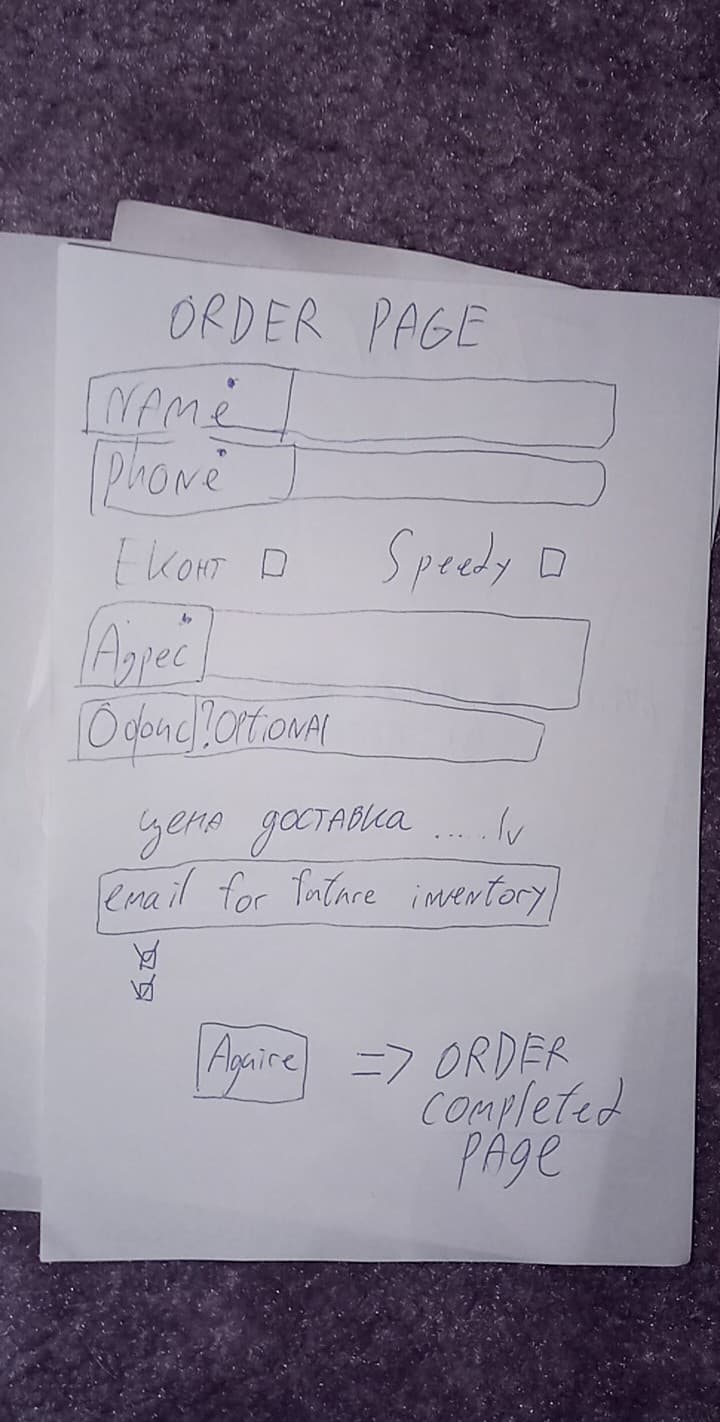 ORDER PAGE
NAMe
phone
Еконт Speedy
Адрес
Офис ? OPtiONAl
цена доставка ..... lv
email for future inventory
Aquire => ORDER
completed
PAge